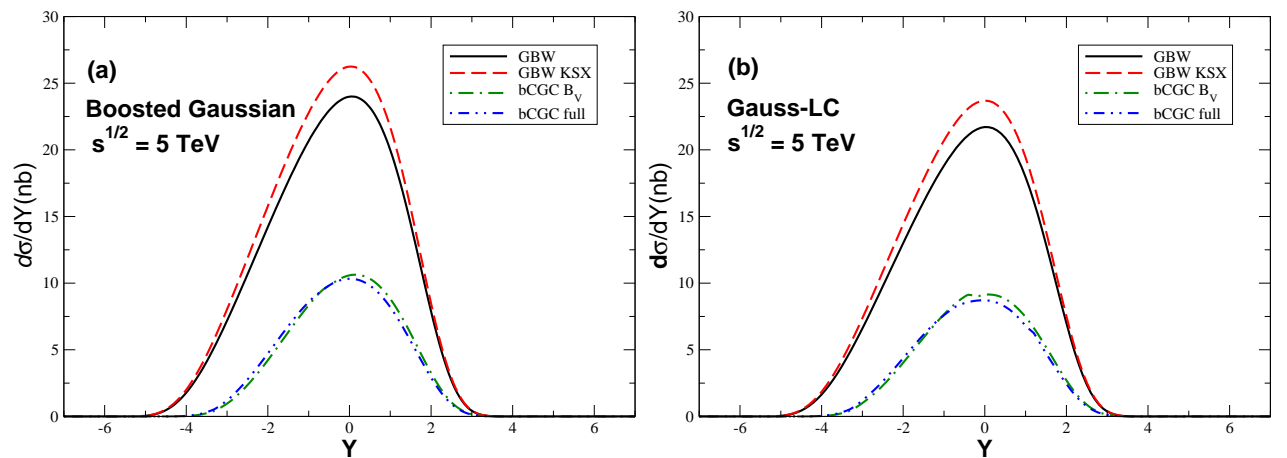 30
25
20
15
10
5
0
dσ/dY(nb)
(a)
Boosted Gaussian
s^{1/2} = 5 TeV
GBW
GBW KSX
bCGC B_V
bCGC full
-6 -4 -2 0 2 4 6
Y
30
25
20
15
10
5
0
dσ/dY(nb)
(b)
Gauss-LC
s^{1/2} = 5 TeV
GBW
GBW KSX
bCGC B_V
bCGC full
-6 -4 -2 0 2 4 6
Y